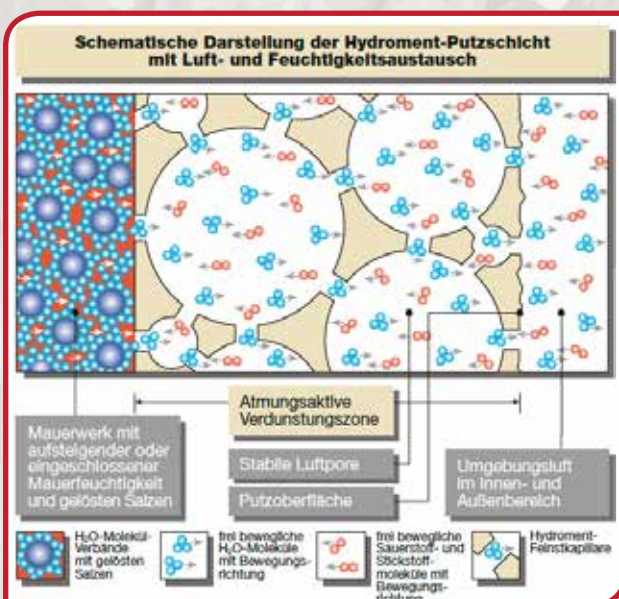 Schematische Darstellung der Hydroment-Putzschicht
mit Luft- und Feuchtigkeitsaustausch
Atmungsaktive
Verdunstungszone
Mauerwerk mit
aufsteigender oder
eingeschlossener
Mauerfeuchtigkeit
und gelösten Salzen
Stabile Luftpore
Putzoberfläche
Umgebungsluft
im Innen- und
Außenbereich
H₂O-Molekül-
Verbände
mit gelösten
Salzen
frei bewegliche
H₂O-Moleküle
mit Bewegungs-
richtung
frei bewegliche
Sauerstoff- und
Stickstoff-
moleküle mit
Bewegungs-
richtung
Hydroment-
Feinstkapillare